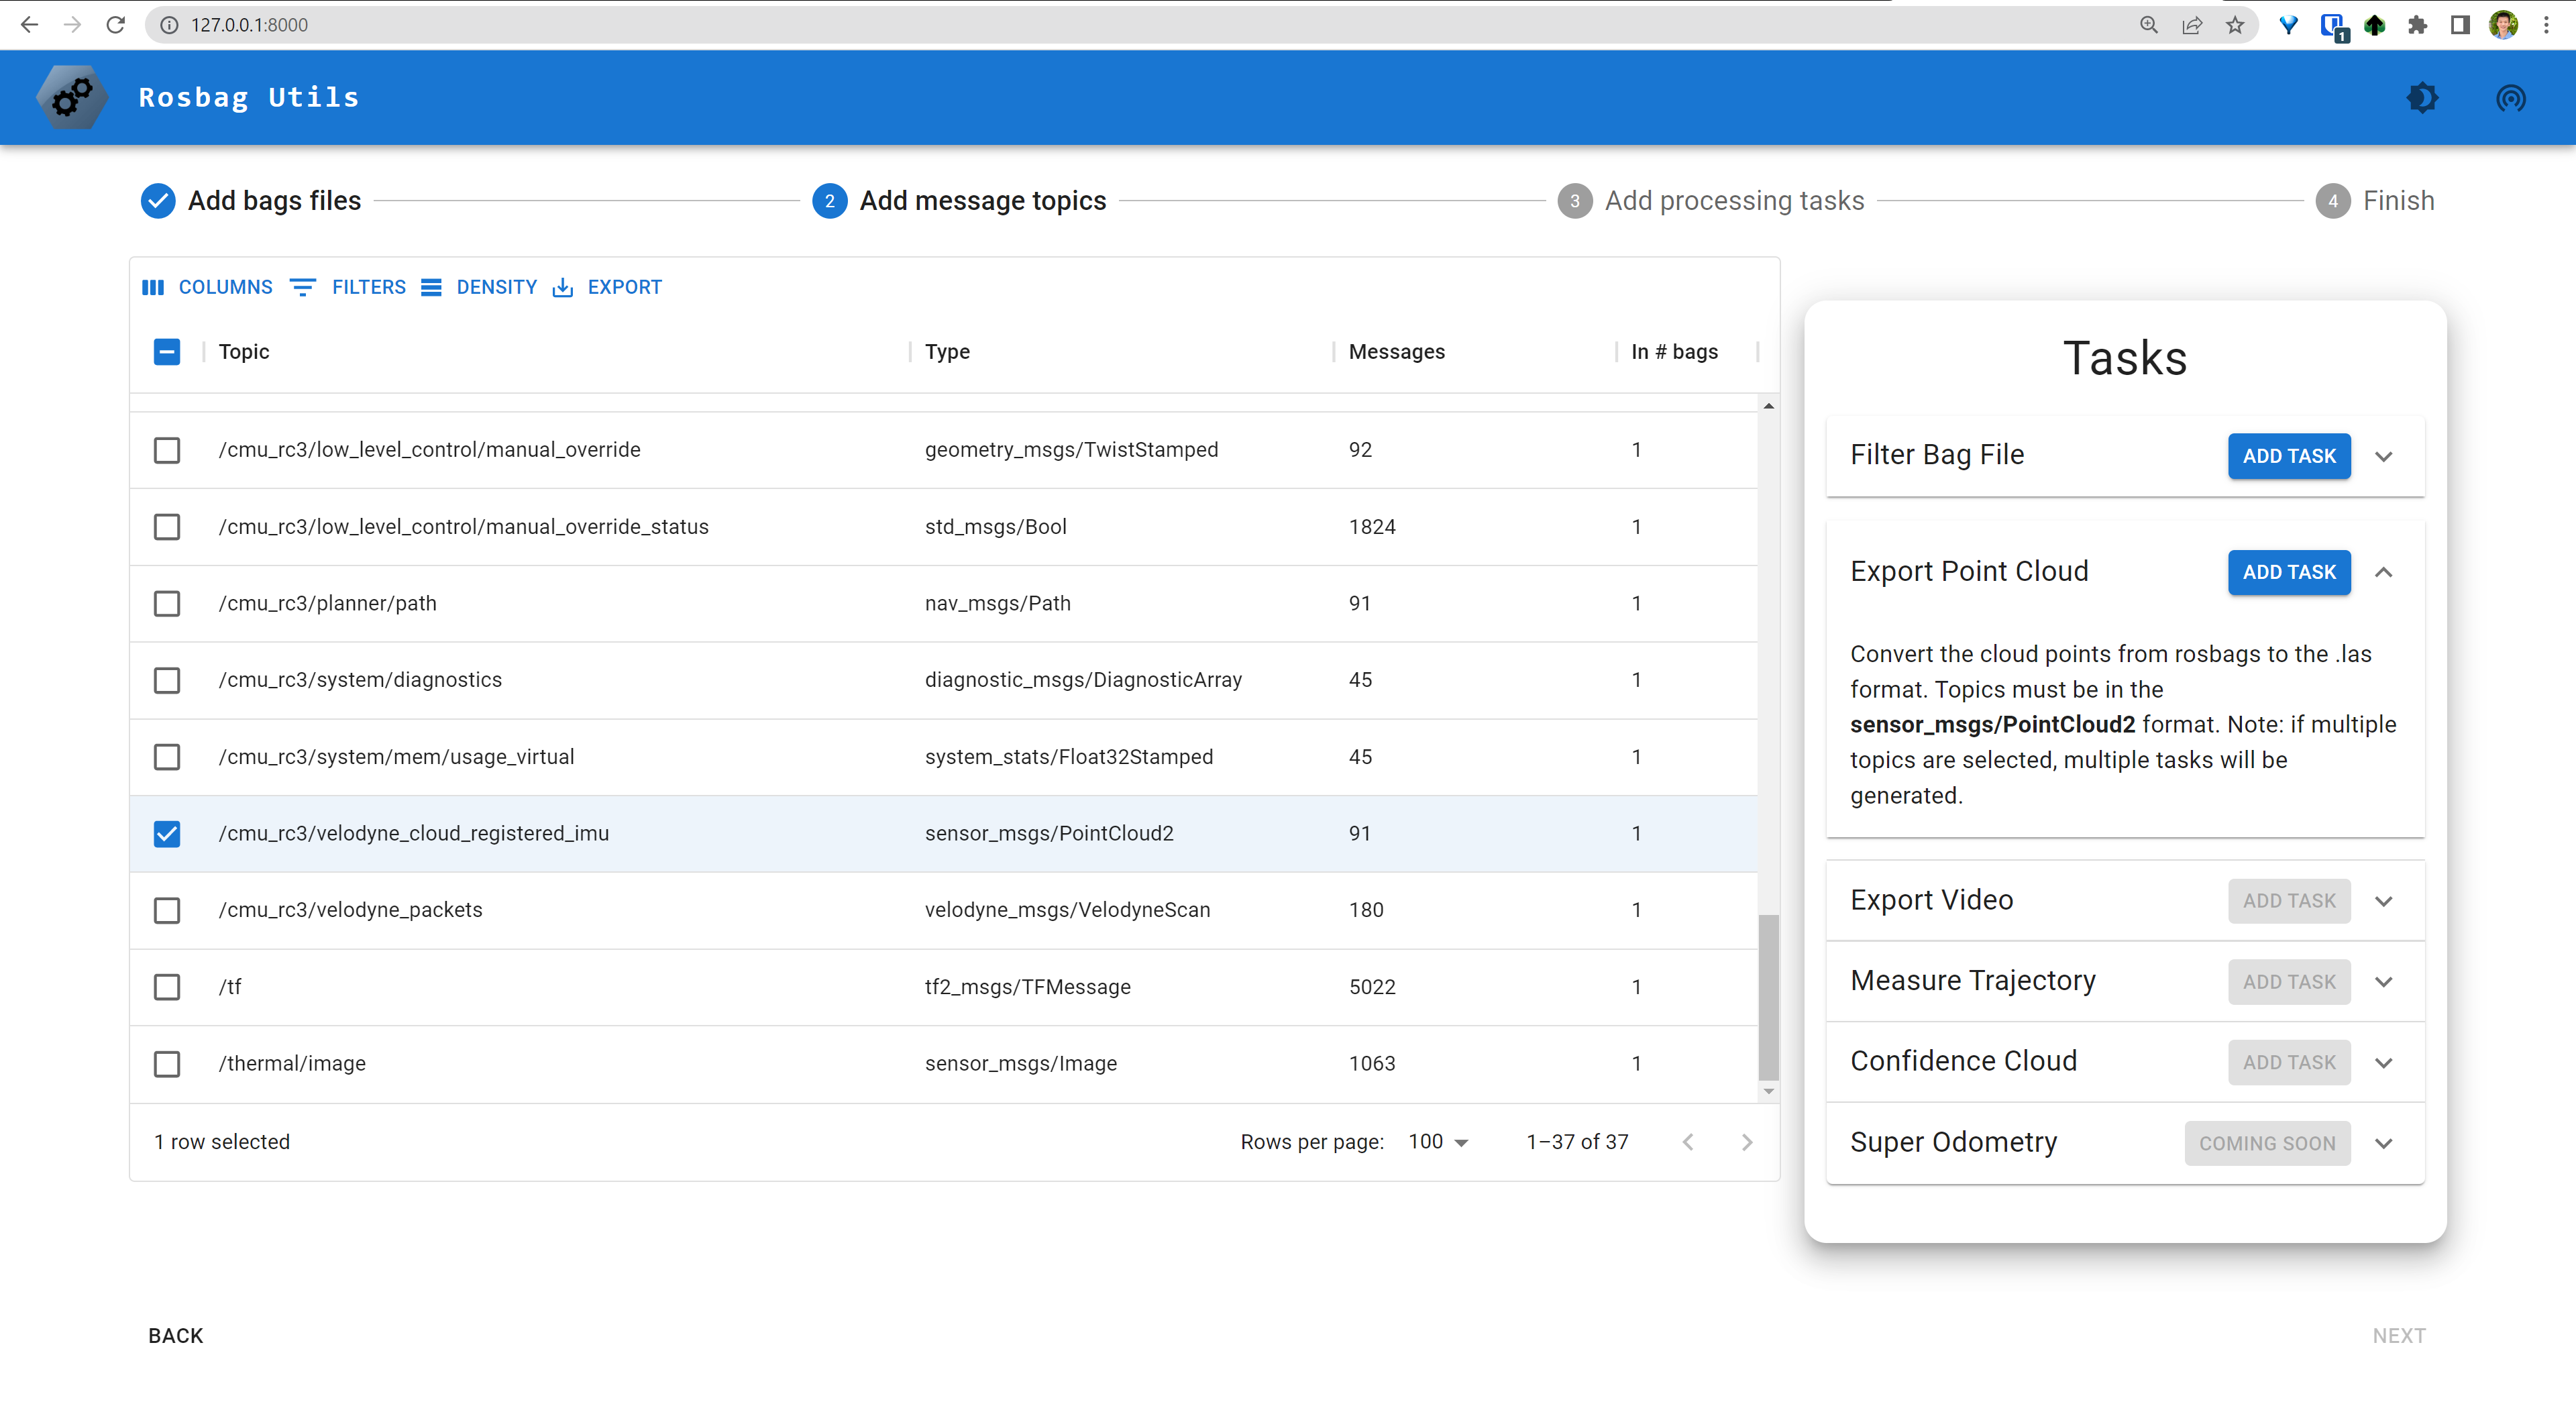 127.0.0.1:8000
1
Rosbag Utils
Add bags files
2 Add message topics
3 Add processing tasks
4 Finish
COLUMNS FILTERS DENSITY EXPORT
Topic Type Messages In # bags
/cmu_rc3/low_level_control/manual_override geometry_msgs/TwistStamped 92 1
/cmu_rc3/low_level_control/manual_override_status std_msgs/Bool 1824 1
/cmu_rc3/planner/path nav_msgs/Path 91 1
/cmu_rc3/system/diagnostics diagnostic_msgs/DiagnosticArray 45 1
/cmu_rc3/system/mem/usage_virtual system_stats/Float32Stamped 45 1
/cmu_rc3/velodyne_cloud_registered_imu sensor_msgs/PointCloud2 91 1
/cmu_rc3/velodyne_packets velodyne_msgs/VelodyneScan 180 1
/tf tf2_msgs/TFMessage 5022 1
/thermal/image sensor_msgs/Image 1063 1
1 row selected Rows per page: 100 1–37 of 37
Tasks
Filter Bag File ADD TASK
Export Point Cloud ADD TASK
Convert the cloud points from rosbags to the .las
format. Topics must be in the
sensor_msgs/PointCloud2 format. Note: if multiple
topics are selected, multiple tasks will be
generated.
Export Video ADD TASK
Measure Trajectory ADD TASK
Confidence Cloud ADD TASK
Super Odometry COMING SOON
BACK NEXT